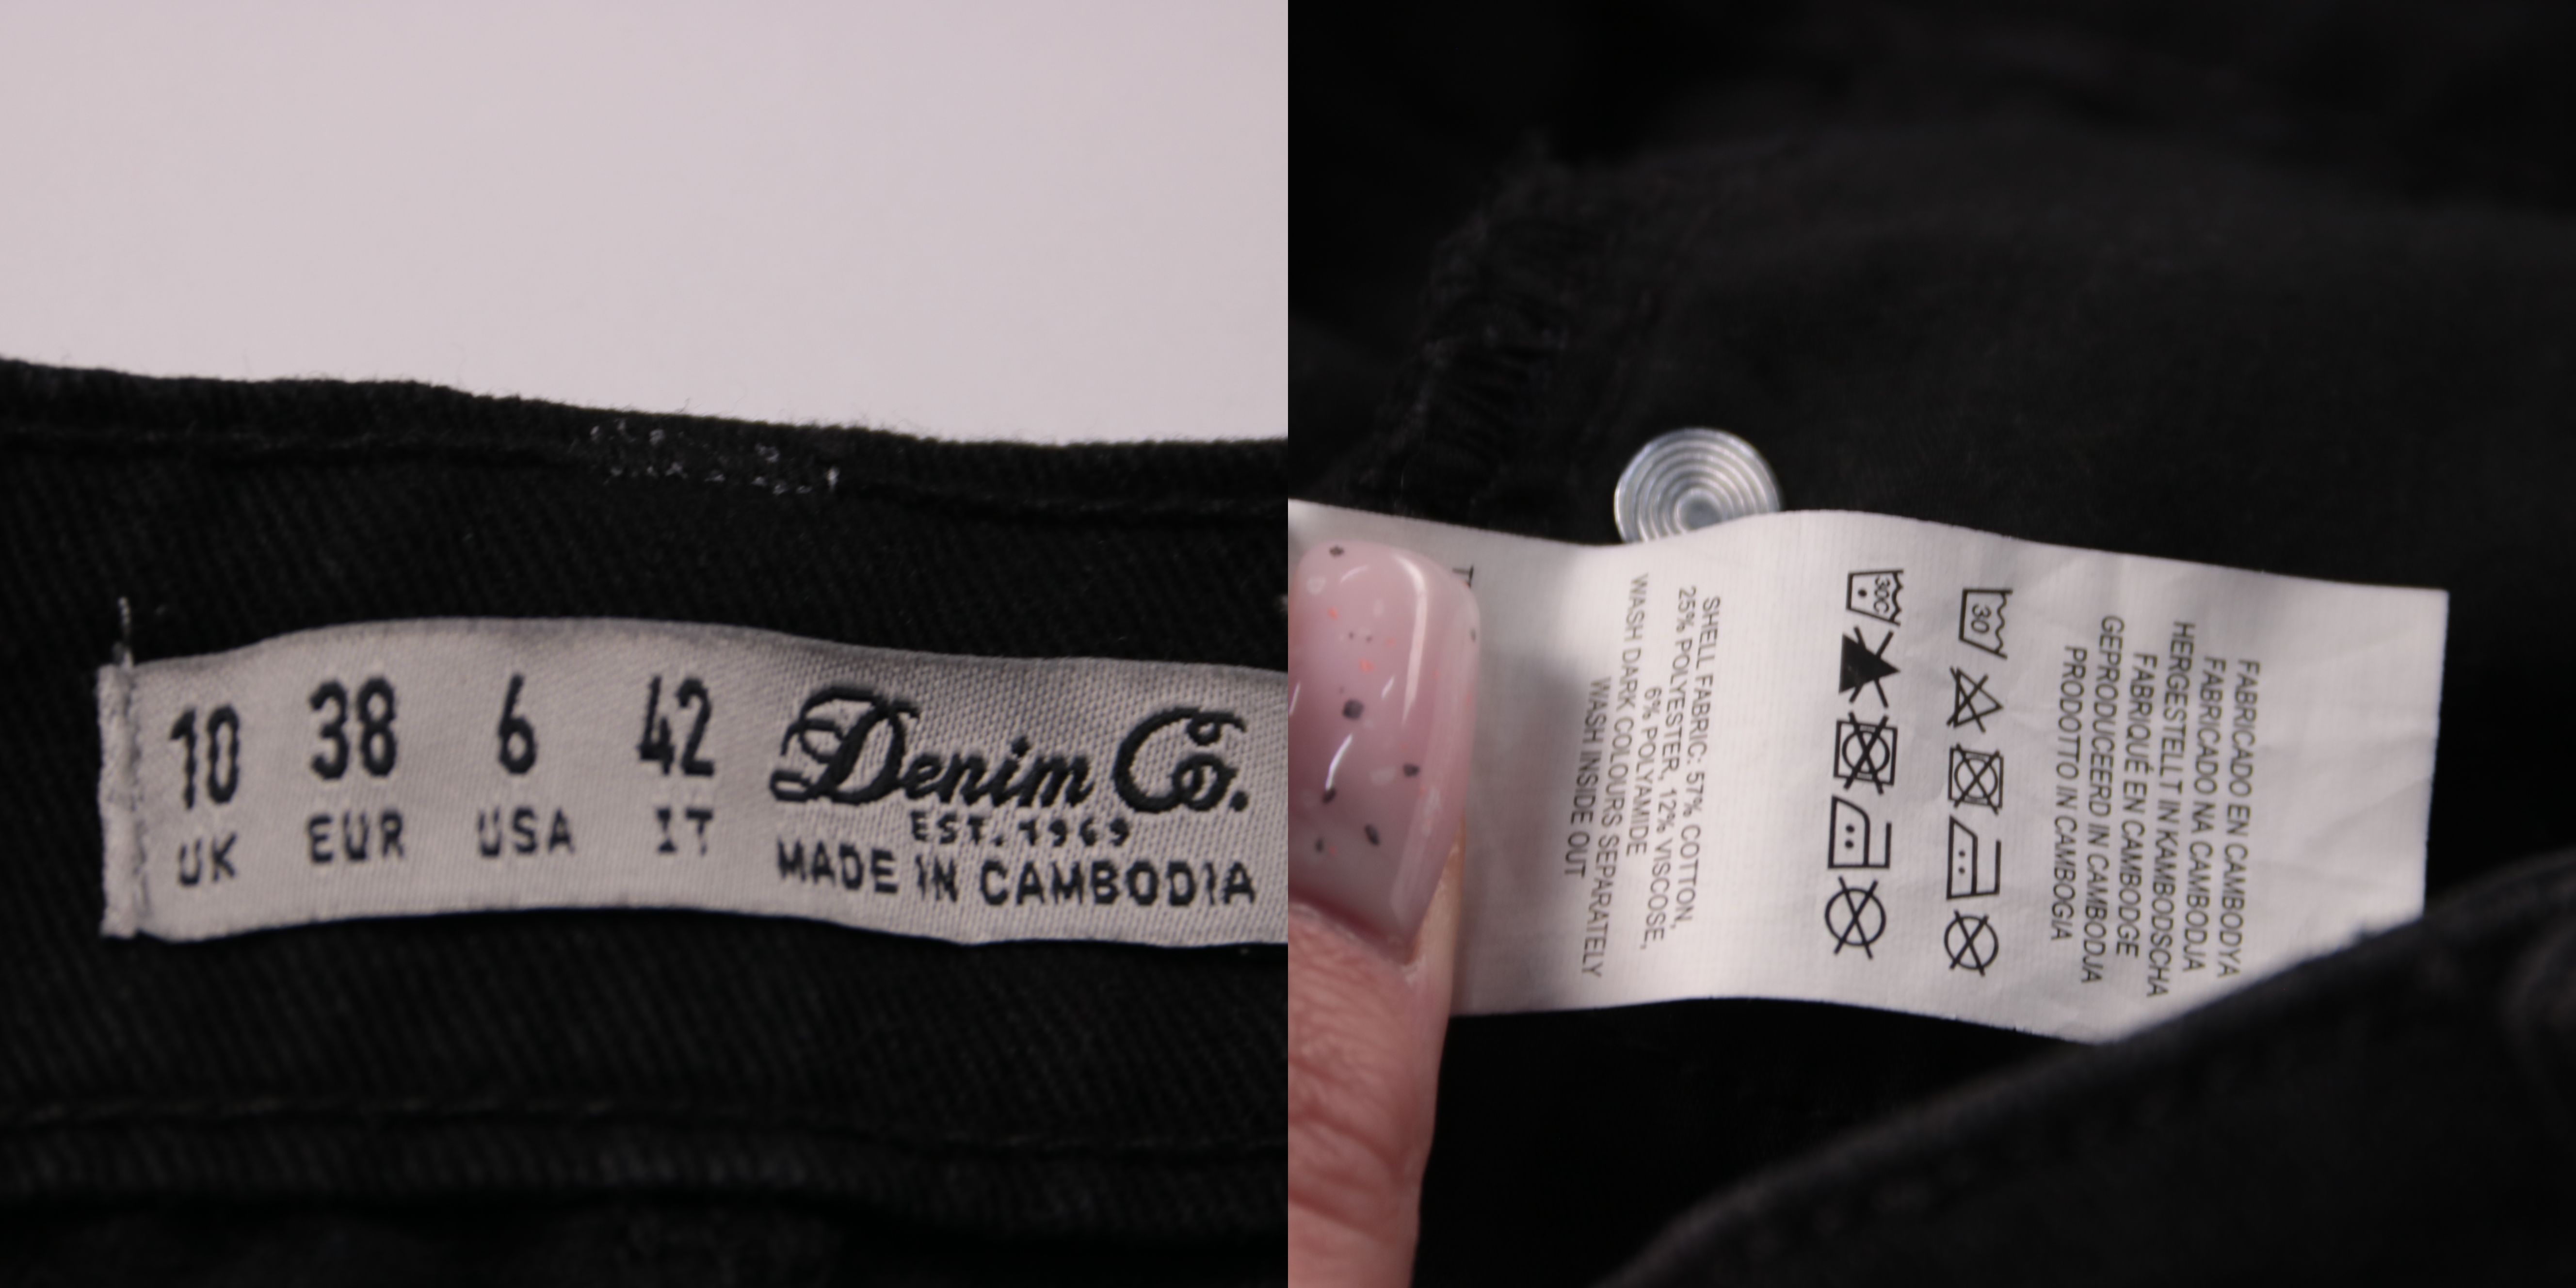 10 38 6 42
UK EUR USA IT
Denim Co.
EST. 1969
MADE IN CAMBODIA
FABRICADO EN CAMBODYA
FABRICADO NA CAMBODJA
HERGESTELLT IN KAMBODSCHA
FABRIQUÉ EN CAMBODGE
GEPRODUCEERD IN CAMBODJA
PRODOTTO IN CAMBOGIA
30
30C
SHELL FABRIC: 57% COTTON,
25% POLYESTER, 12% VISCOSE,
6% POLYAMIDE
WASH DARK COLOURS SEPARATELY
WASH INSIDE OUT